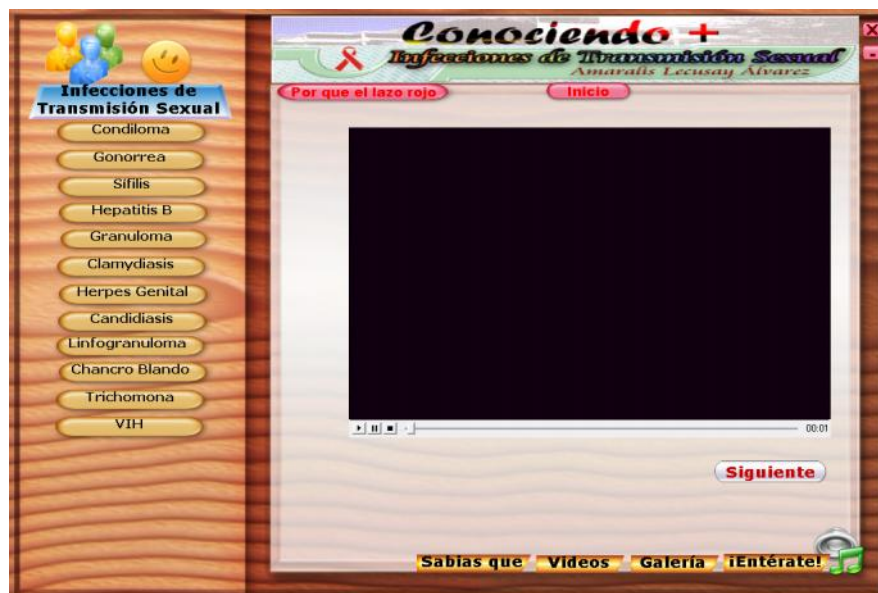 Conociendo +
Infecciones de Transmisión Sexual
Amaralis Lecusay Álvarez
X
-
Por que el lazo rojo
Inicio
Infecciones de
Transmisión Sexual
Condiloma
Gonorrea
Sífilis
Hepatitis B
Granuloma
Clamydiasis
Herpes Genital
Candidiasis
Linfogranuloma
Chancro Blando
Trichomona
VIH
00:01
Siguiente
Sabias que
Videos
Galería
¡Entérate!